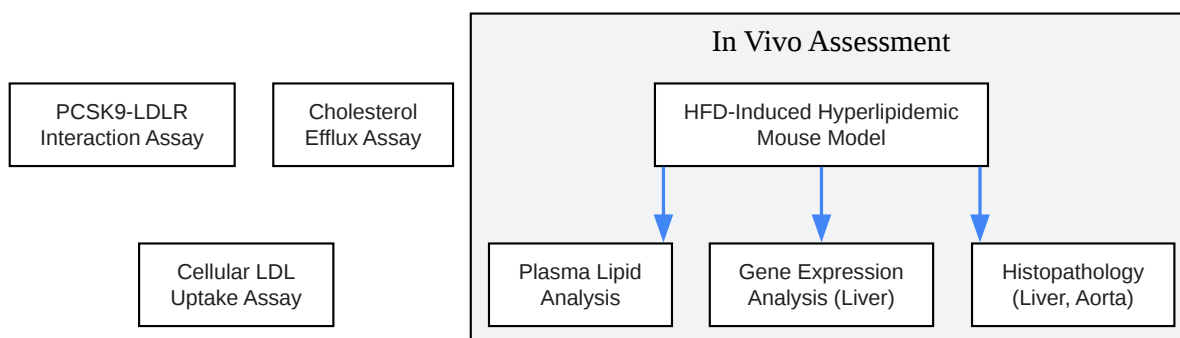 In Vivo Assessment
PCSK9-LDLR
Interaction Assay
Cholesterol
Efflux Assay
HFD-Induced Hyperlipidemic
Mouse Model
Cellular LDL
Uptake Assay
Plasma Lipid
Analysis
Gene Expression
Analysis (Liver)
Histopathology
(Liver, Aorta)